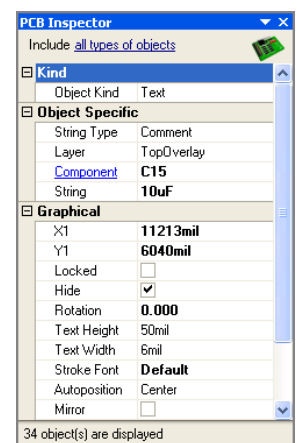 PCB Inspector
Include all types of objects
Kind
Object Kind Text
Object Specific
String Type Comment
Layer TopOverlay
Component C15
String 10uF
Graphical
X1 11213mil
Y1 6040mil
Locked
Hide
Rotation 0.000
Text Height 50mil
Text Width 6mil
Stroke Font Default
Autoposition Center
Mirror
34 object(s) are displayed